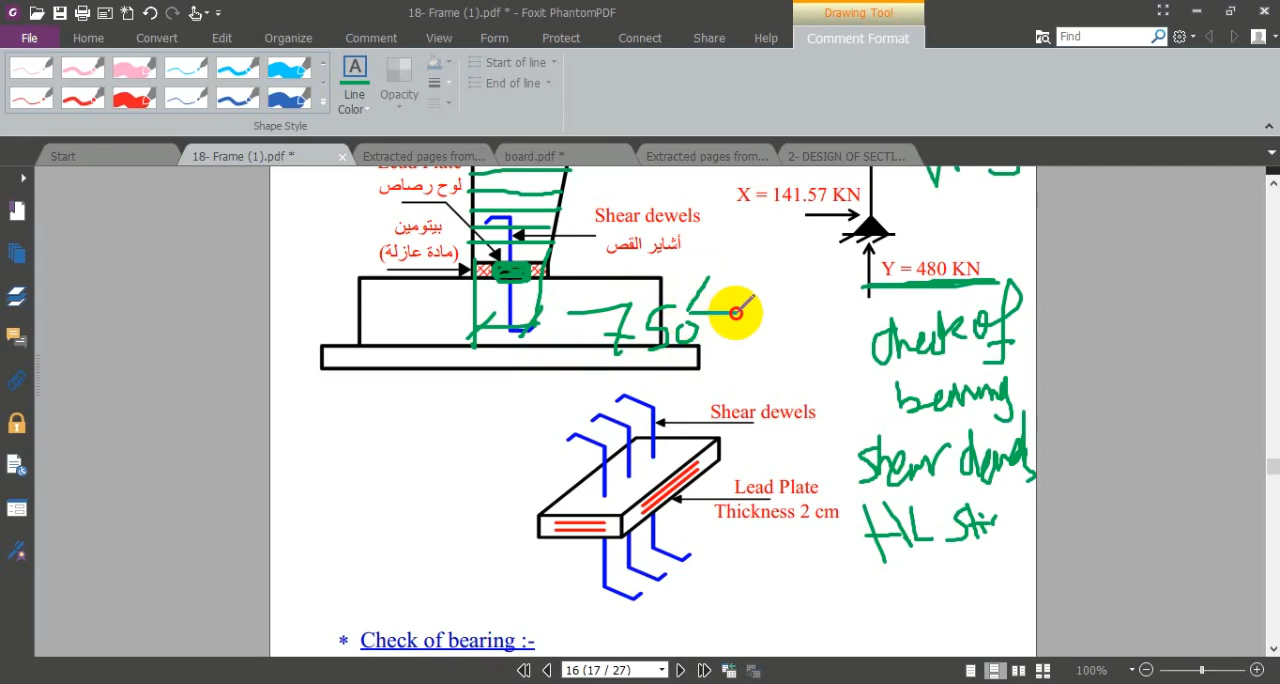 18- Frame (1).pdf * - Foxit PhantomPDF
Drawing Tool
File
Home
Convert
Edit
Organize
Comment
View
Form
Protect
Connect
Share
Help
Comment Format
Find
Line
Color
Opacity
Start of line
End of line
Shape Style
Start
18- Frame (1).pdf *
Extracted pages from...
board.pdf *
Extracted pages from...
2- DESIGN OF SECTI...
Lead Plate
لوح رصاص
بيتومين
(مادة عازلة)
Shear dewels
أشاير القص
X = 141.57 KN
Y = 480 KN
750
check of
bearing
shear dewels
HL Stir
Shear dewels
Lead Plate
Thickness 2 cm
* Check of bearing :-
16 (17 / 27)
100%